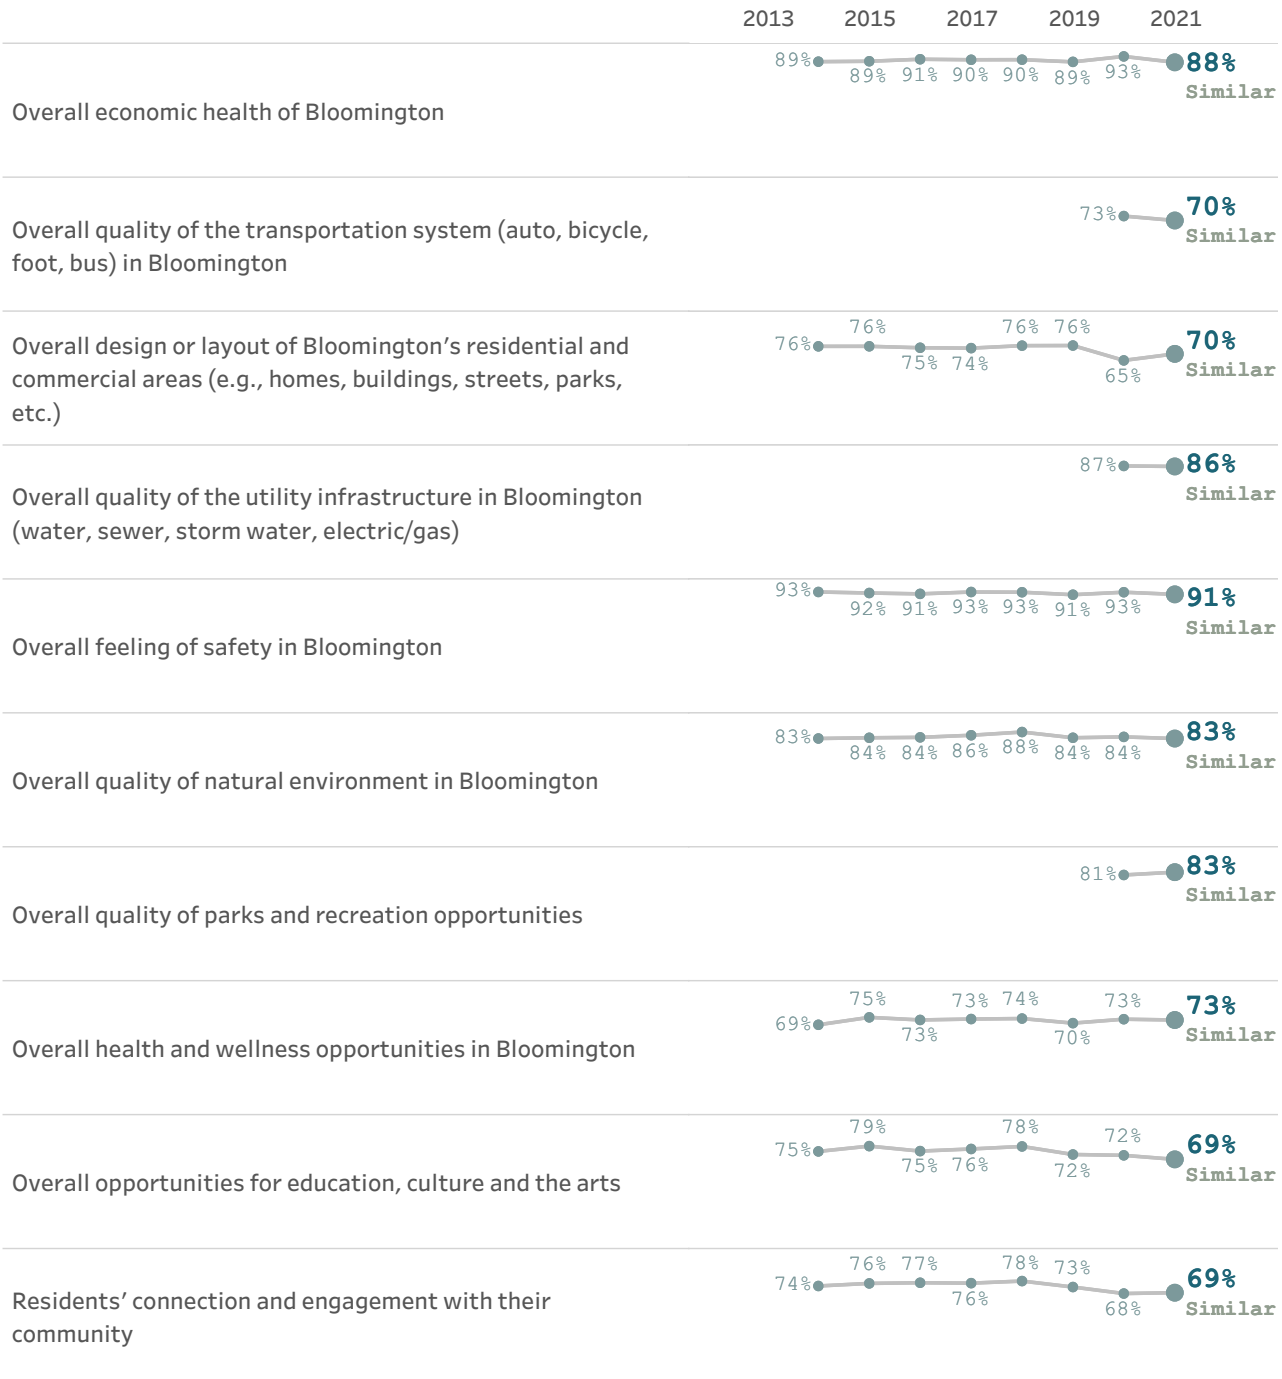 2013 2015 2017 2019 2021
89% 89% 91% 90% 90% 89% 93% 88%
Similar
Overall economic health of Bloomington
73% 70%
Similar
Overall quality of the transportation system (auto, bicycle,
foot, bus) in Bloomington
76% 76% 75% 74% 76% 76% 65% 70%
Similar
Overall design or layout of Bloomington's residential and
commercial areas (e.g., homes, buildings, streets, parks,
etc.)
87% 86%
Similar
Overall quality of the utility infrastructure in Bloomington
(water, sewer, storm water, electric/gas)
93% 92% 91% 93% 93% 91% 93% 91%
Similar
Overall feeling of safety in Bloomington
83% 84% 84% 86% 88% 84% 84% 83%
Similar
Overall quality of natural environment in Bloomington
81% 83%
Similar
Overall quality of parks and recreation opportunities
69% 75% 73% 73% 74% 70% 73% 73%
Similar
Overall health and wellness opportunities in Bloomington
75% 79% 75% 76% 78% 72% 72% 69%
Similar
Overall opportunities for education, culture and the arts
74% 76% 77% 76% 78% 73% 68% 69%
Similar
Residents' connection and engagement with their
community